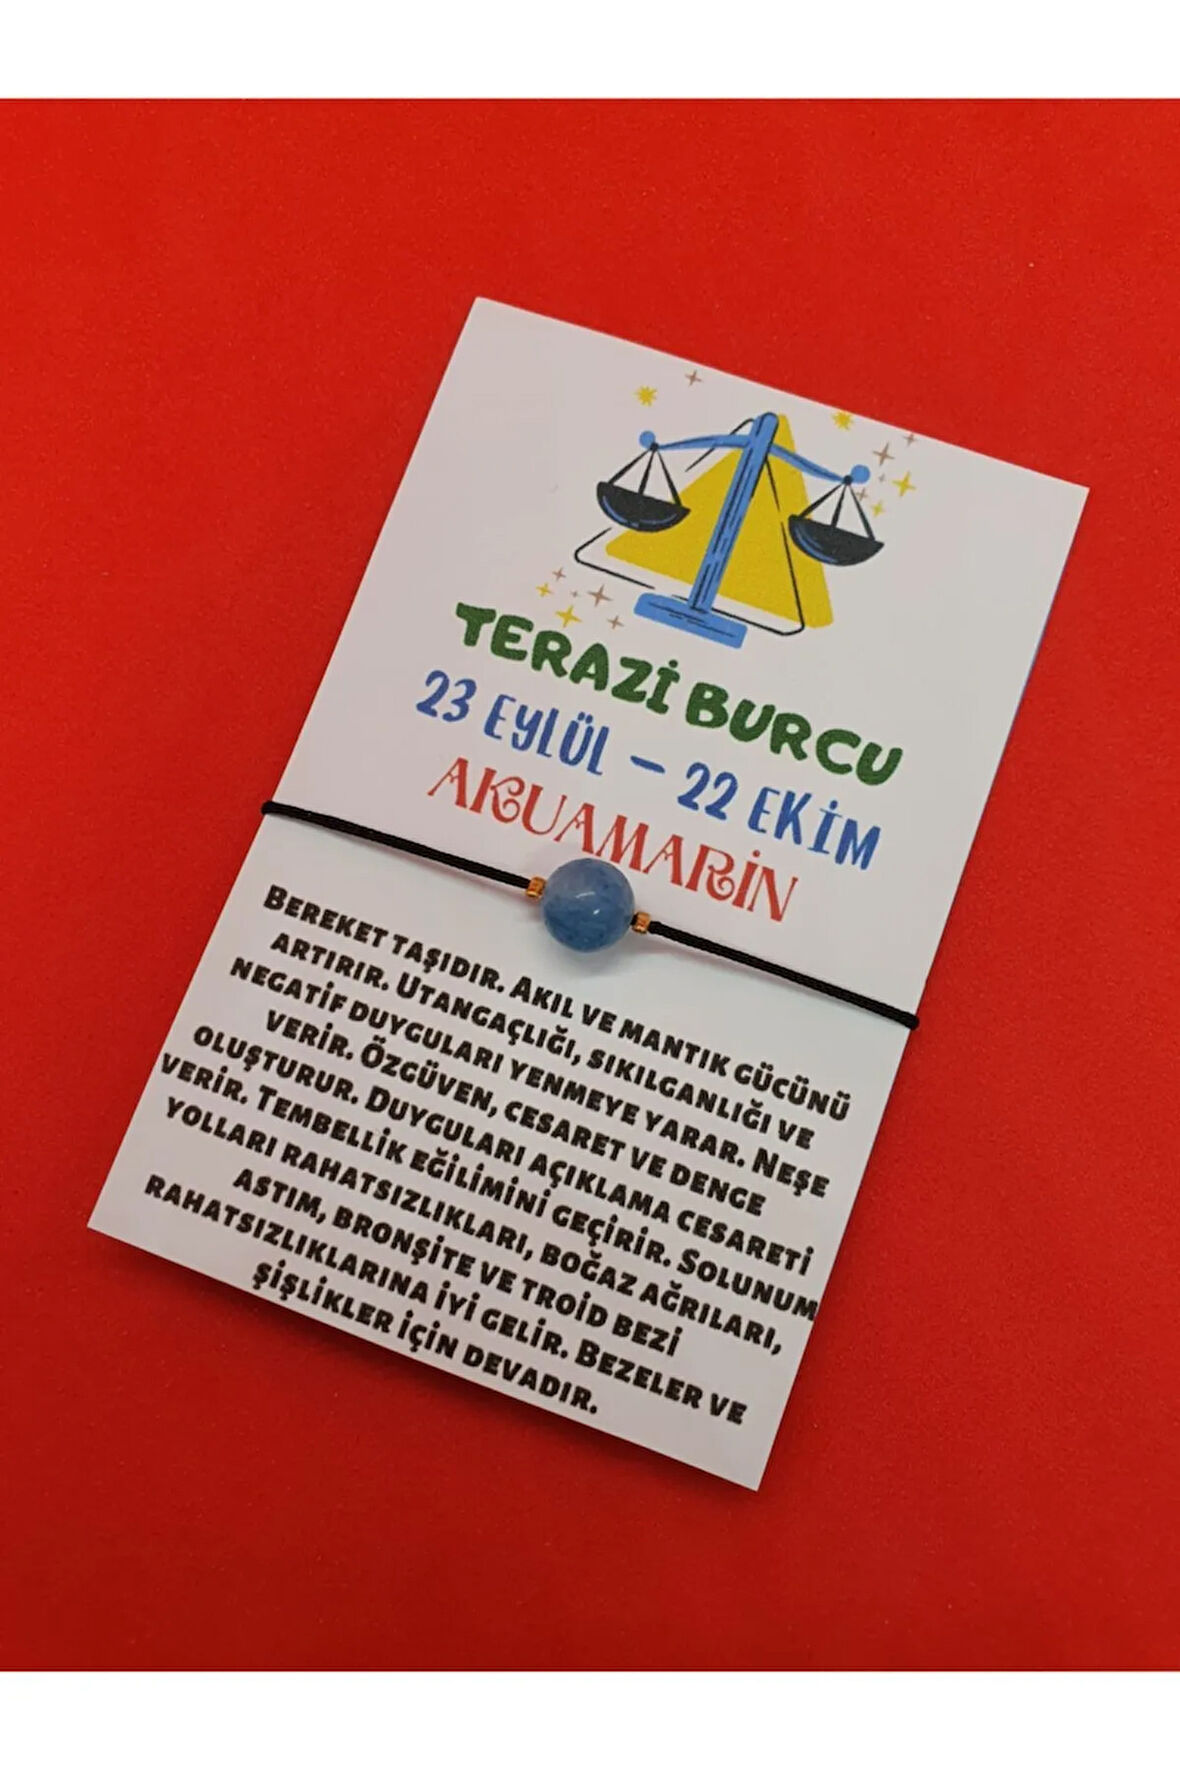 TERAZİ BURCU
23 EYLÜL – 22 EKİM
AKUAMARİN
BEREKET TAŞIDIR. AKIL VE MANTIK GÜCÜNÜ
ARTIRIR. UTANGAÇLIĞI, SIKILGANLIĞI VE
NEGATİF DUYGULARI YENMEYE YARAR. NEŞE
VERİR. ÖZGÜVEN, CESARET VE DENGE
OLUŞTURUR. DUYGULARI AÇIKLAMA CESARETİ
VERİR. TEMBELLİK EĞİLİMİNİ GEÇİRİR. SOLUNUM
YOLLARI RAHATSIZLIKLARI, BOĞAZ AĞRILARI,
ASTIM, BRONŞİTE VE TROİD BEZİ
RAHATSIZLIKLARINA İYİ GELİR. BEZELER VE
ŞİŞLİKLER İÇİN DEVADIR.